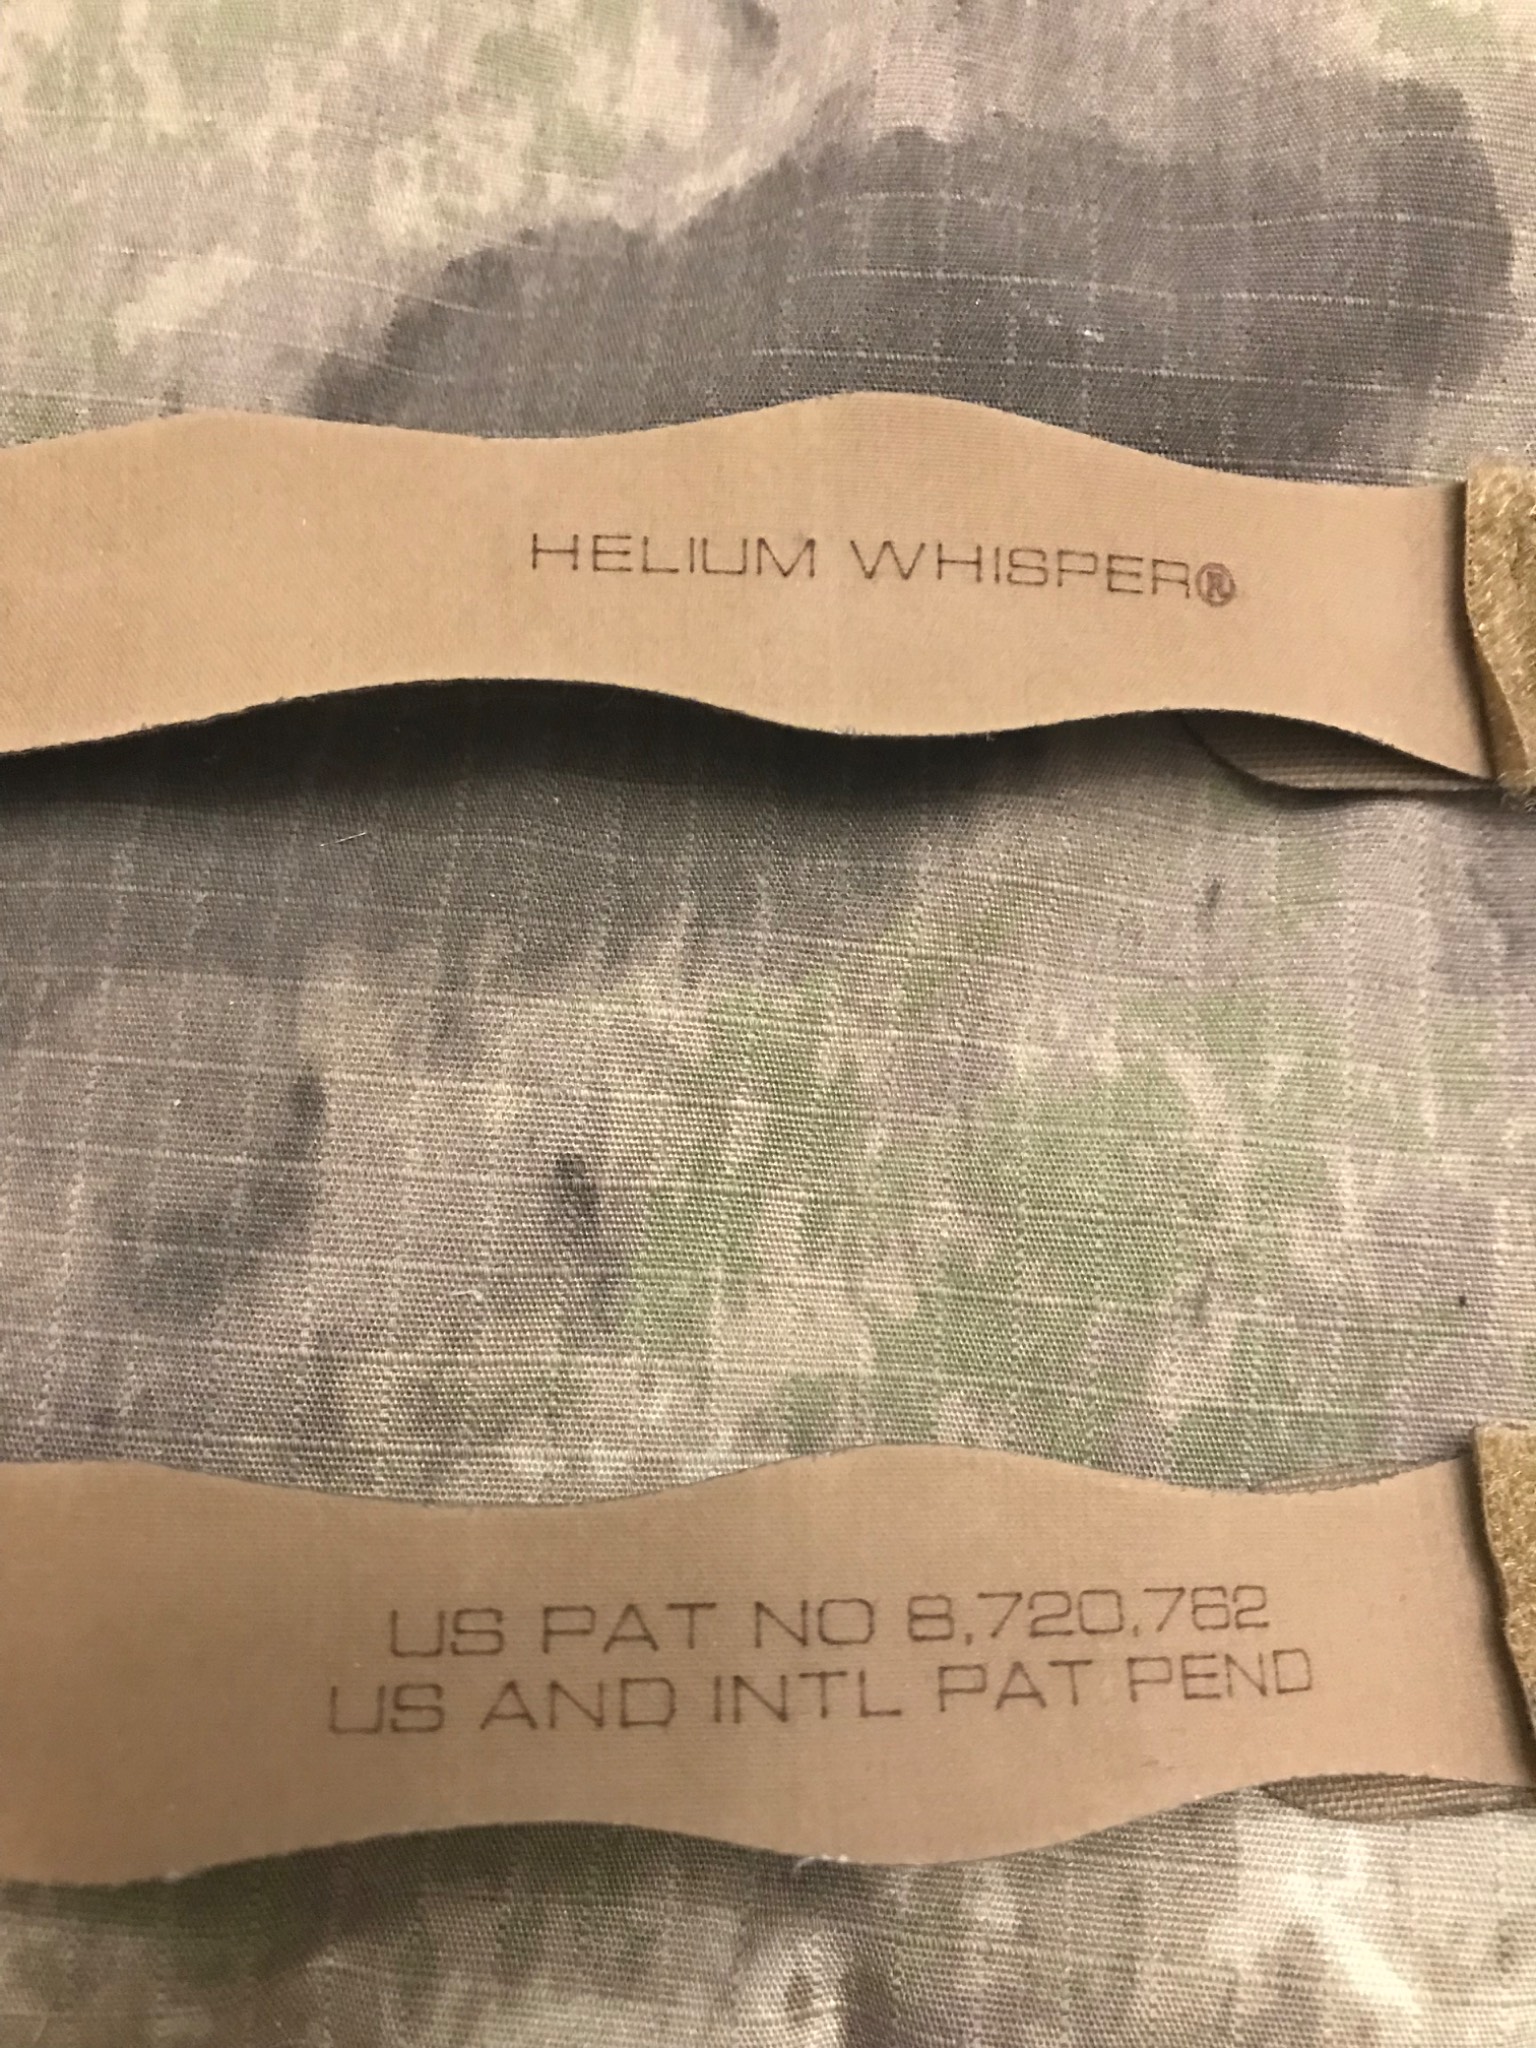 HELIUM WHISPER®
US PAT NO 8,720,762
US AND INTL PAT PEND